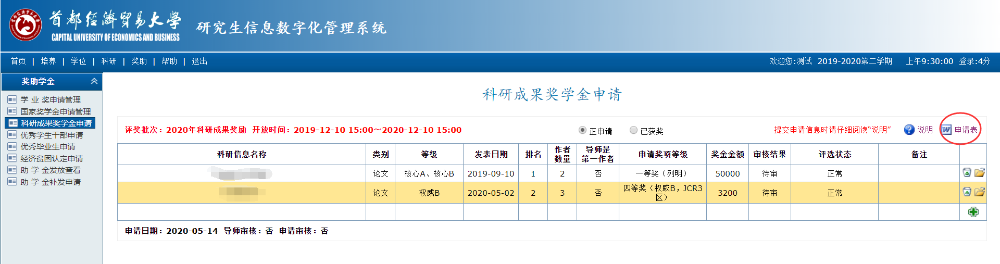 首都經濟貿易大學
CAPITAL UNIVERSITY OF ECONOMICS AND BUSINESS
研究生信息数字化管理系统
首页 | 培养 | 学位 | 科研 | 奖助 | 帮助 | 退出
欢迎您:测试 2019-2020第二学期 上午9:30:00 登录:4分
奖助学金
学 业 奖申请管理
国家奖学金申请管理
科研成果奖学金申请
优秀学生干部申请
优秀毕业生申请
经济贫困认定申请
助 学 金发放查看
助 学 金补发申请
科研成果奖学金申请
评奖批次：2020年科研成果奖励 开放时间：2019-12-10 15:00～2020-12-10 15:00
正申请 已获奖
提交申请信息时请仔细阅读“说明”
说明 申请表
科研信息名称 类别 等级 发表日期 排名 作者数量 导师是第一作者 申请奖项等级 奖金金额 审核结果 评选状态 备注
论文 核心A、核心B 2019-09-10 1 2 否 一等奖（列明） 50000 待审 正常
论文 权威B 2020-05-02 2 3 否 四等奖（权威B，JCR3区） 3200 待审 正常
申请日期：2020-05-14 导师审核：否 申请审核：否